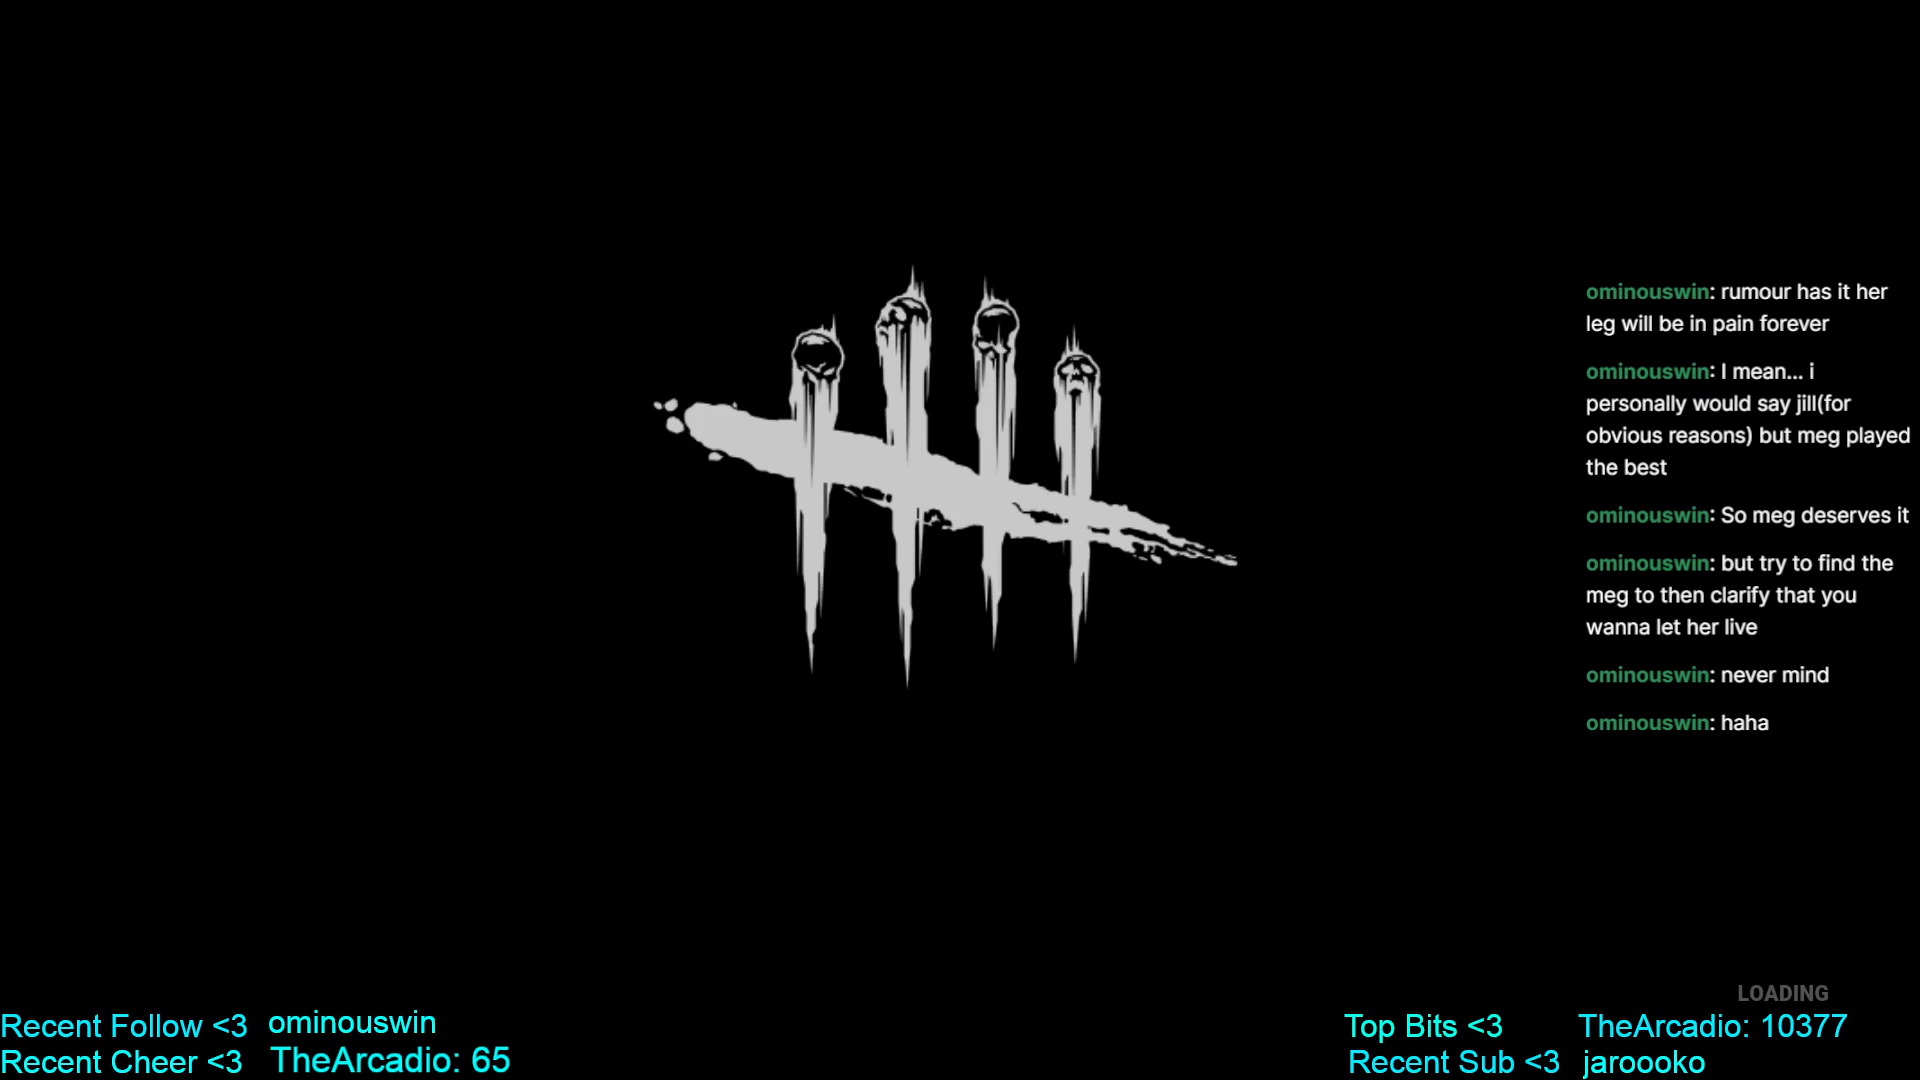 ominouswin: rumour has it her
leg will be in pain forever
ominouswin: I mean... i
personally would say jill(for
obvious reasons) but meg played
the best
ominouswin: So meg deserves it
ominouswin: but try to find the
meg to then clarify that you
wanna let her live
ominouswin: never mind
ominouswin: haha
LOADING
Recent Follow <3 ominouswin
Recent Cheer <3 TheArcadio: 65
Top Bits <3 TheArcadio: 10377
Recent Sub <3 jaroooko